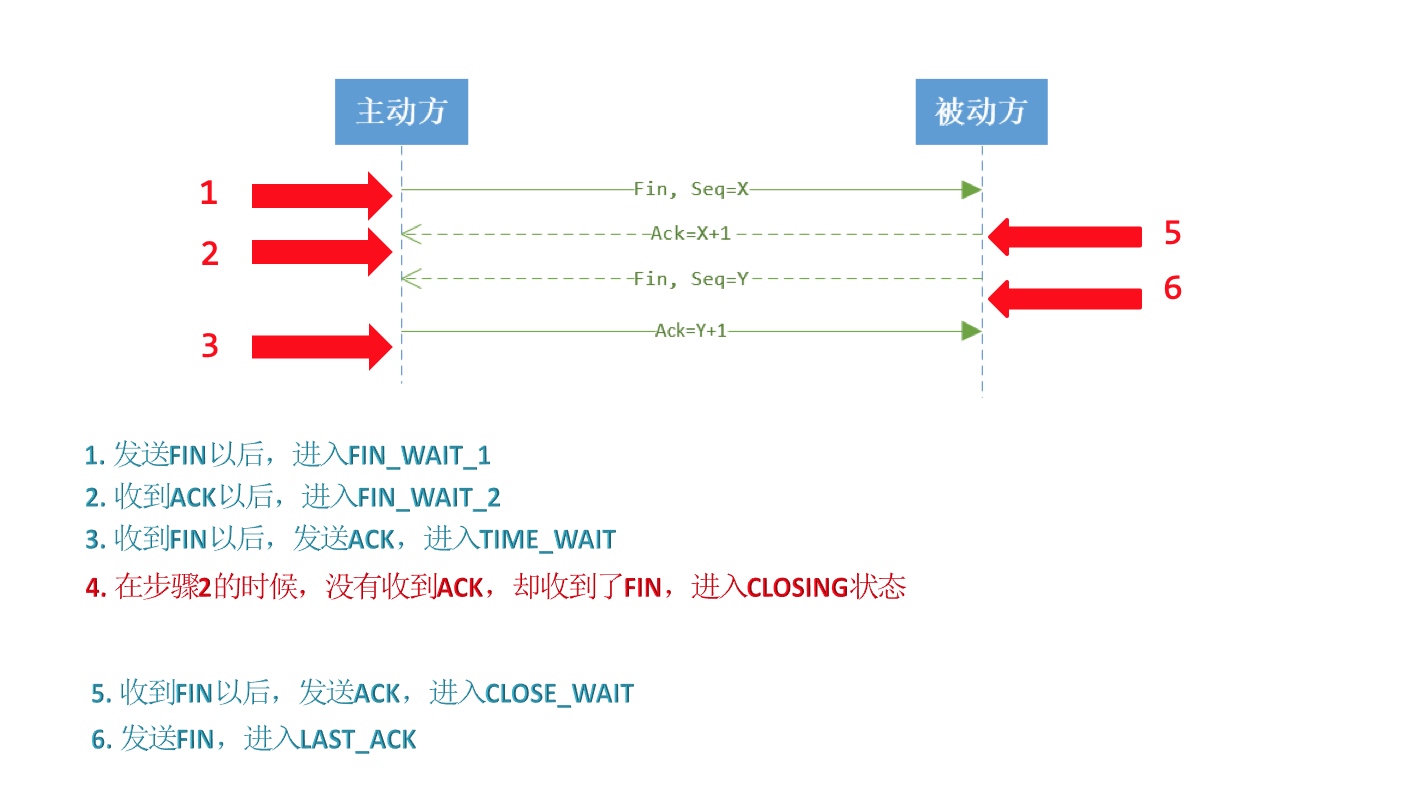 主动方
被动方
1
Fin, Seq=X
2
Ack=X+1
5
Fin, Seq=Y
6
3
Ack=Y+1
1. 发送FIN以后，进入FIN_WAIT_1
2. 收到ACK以后，进入FIN_WAIT_2
3. 收到FIN以后，发送ACK，进入TIME_WAIT
4. 在步骤2的时候，没有收到ACK，却收到了FIN，进入CLOSING状态
5. 收到FIN以后，发送ACK，进入CLOSE_WAIT
6. 发送FIN，进入LAST_ACK